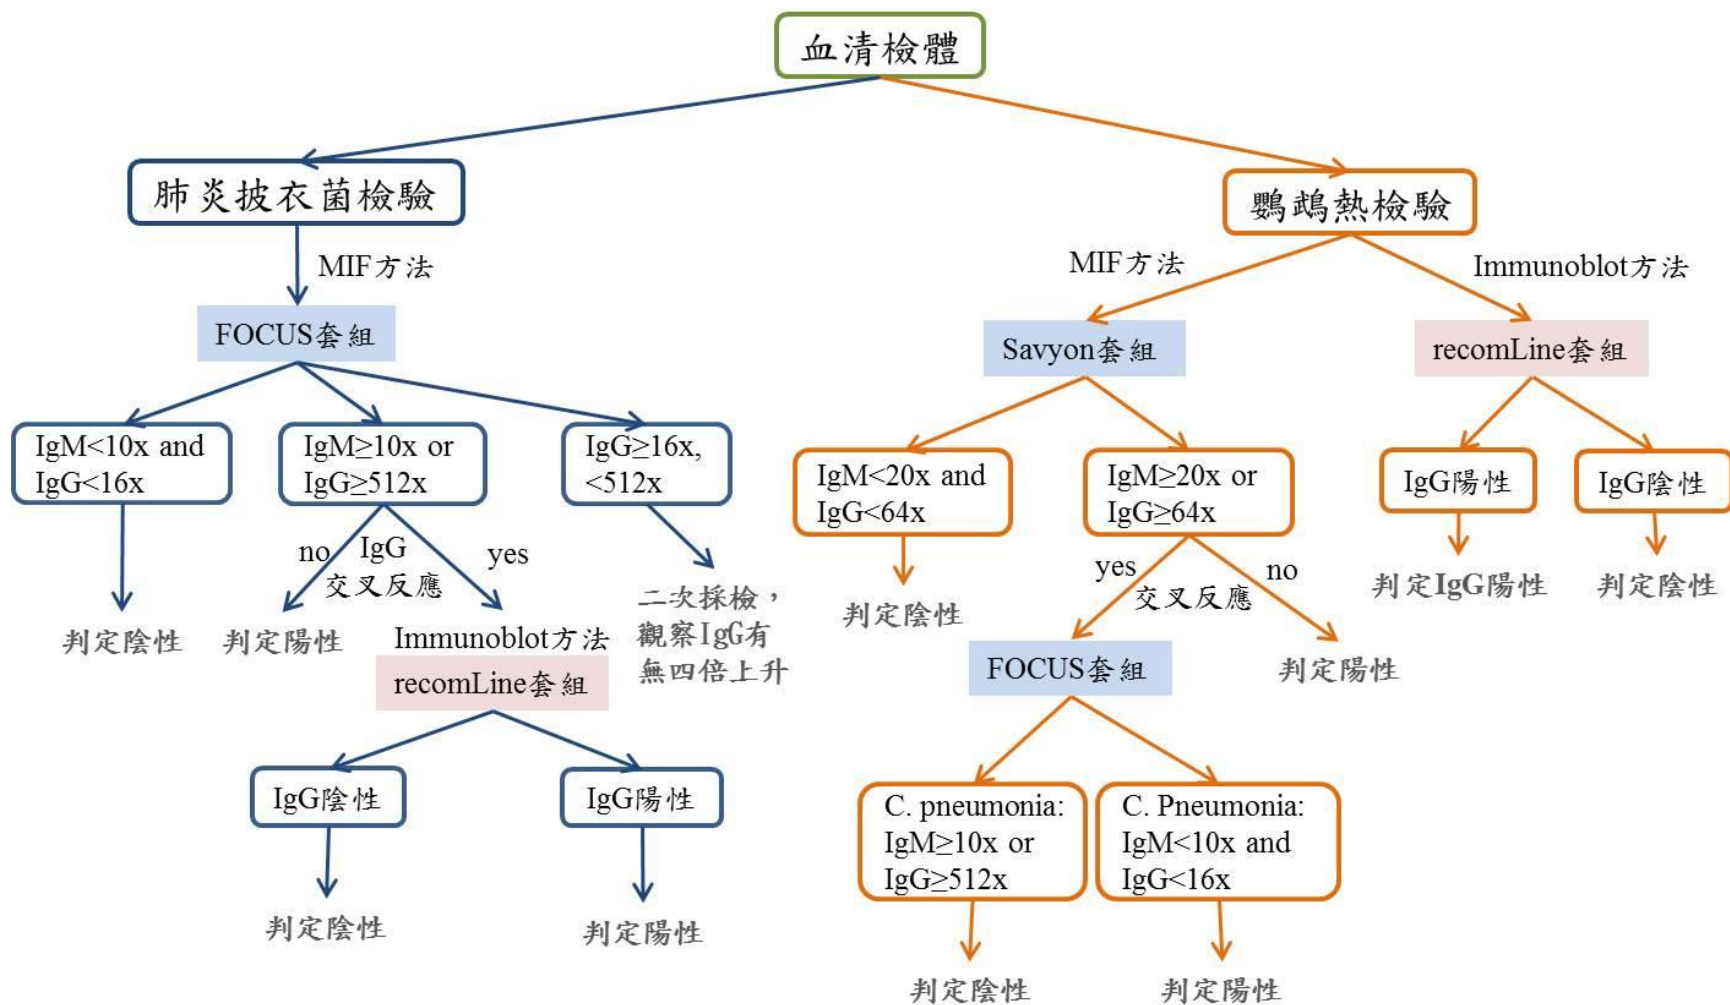 血清檢體
肺炎披衣菌檢驗
鸚鵡熱檢驗
MIF方法
MIF方法
Immunoblot方法
FOCUS套組
Savyon套組
recomLine套組
IgM<10x and
IgG<16x
IgM≥10x or
IgG≥512x
IgG≥16x,
<512x
IgM<20x and
IgG<64x
IgM≥20x or
IgG≥64x
IgG陽性
IgG陰性
no
IgG
交叉反應
yes
yes
交叉反應
no
判定陰性
判定陽性
Immunoblot方法
recomLine套組
二次採檢，
觀察IgG有
無四倍上升
判定陰性
FOCUS套組
判定陽性
判定IgG陽性
判定陰性
IgG陰性
IgG陽性
C. pneumonia:
IgM≥10x or
IgG≥512x
C. Pneumonia:
IgM<10x and
IgG<16x
判定陰性
判定陽性
判定陰性
判定陽性